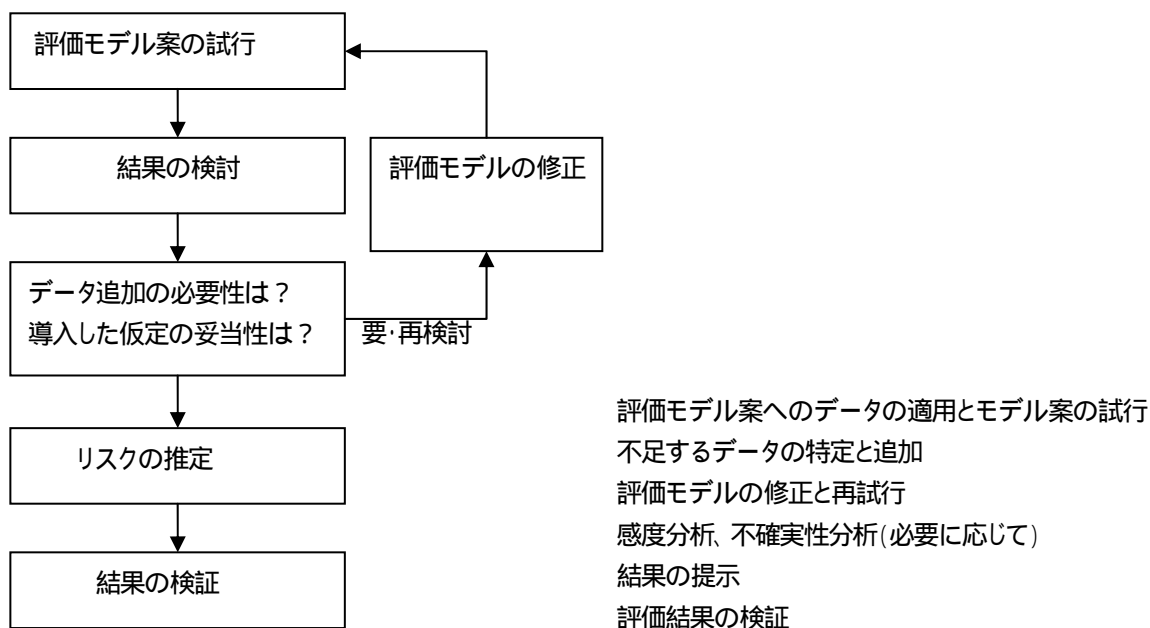 評価モデル案の試行
結果の検討
評価モデルの修正
データ追加の必要性は？
導入した仮定の妥当性は？
要・再検討
リスクの推定
結果の検証
評価モデル案へのデータの適用とモデル案の試行
不足するデータの特定と追加
評価モデルの修正と再試行
感度分析、不確実性分析(必要に応じて)
結果の提示
評価結果の検証